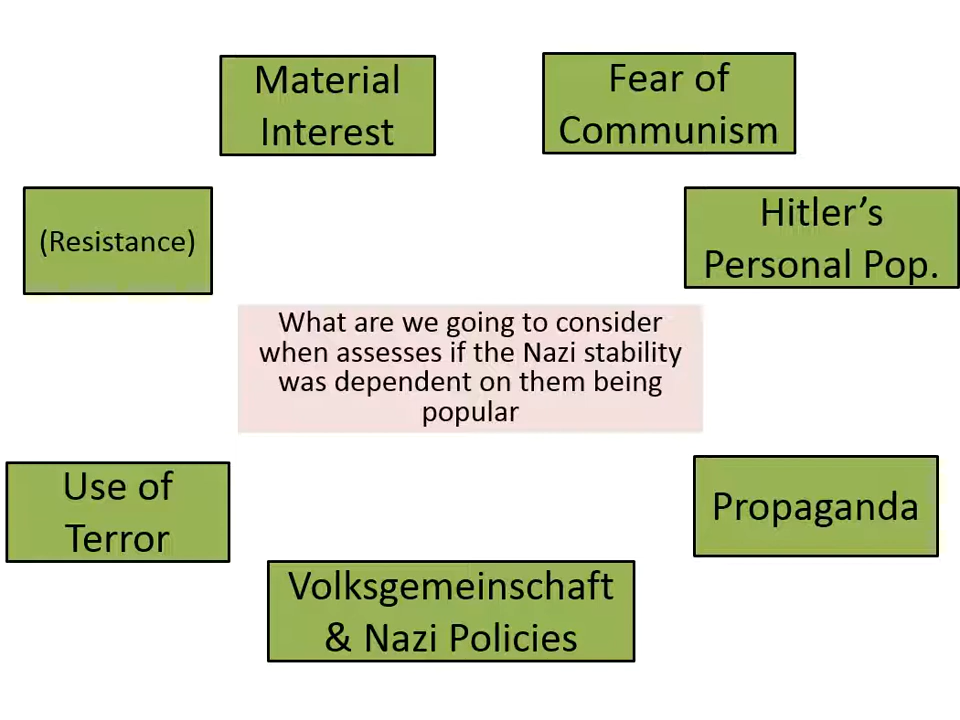 Material
Interest
Fear of
Communism
(Resistance)
Hitler’s
Personal Pop.
What are we going to consider
when assesses if the Nazi stability
was dependent on them being
popular
Use of
Terror
Propaganda
Volksgemeinschaft
& Nazi Policies